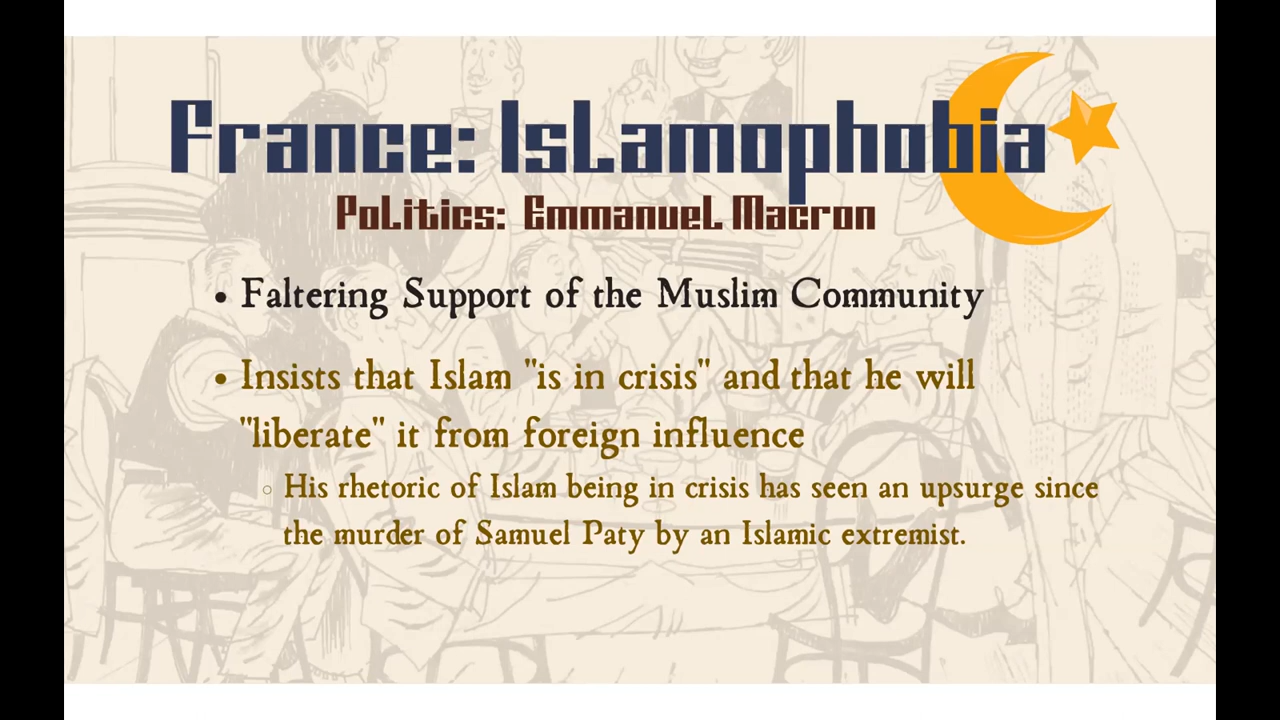 France: Islamophobia
Politics: Emmanuel Macron
• Faltering Support of the Muslim Community
• Insists that Islam "is in crisis" and that he will
"liberate" it from foreign influence
○ His rhetoric of Islam being in crisis has seen an upsurge since
the murder of Samuel Paty by an Islamic extremist.